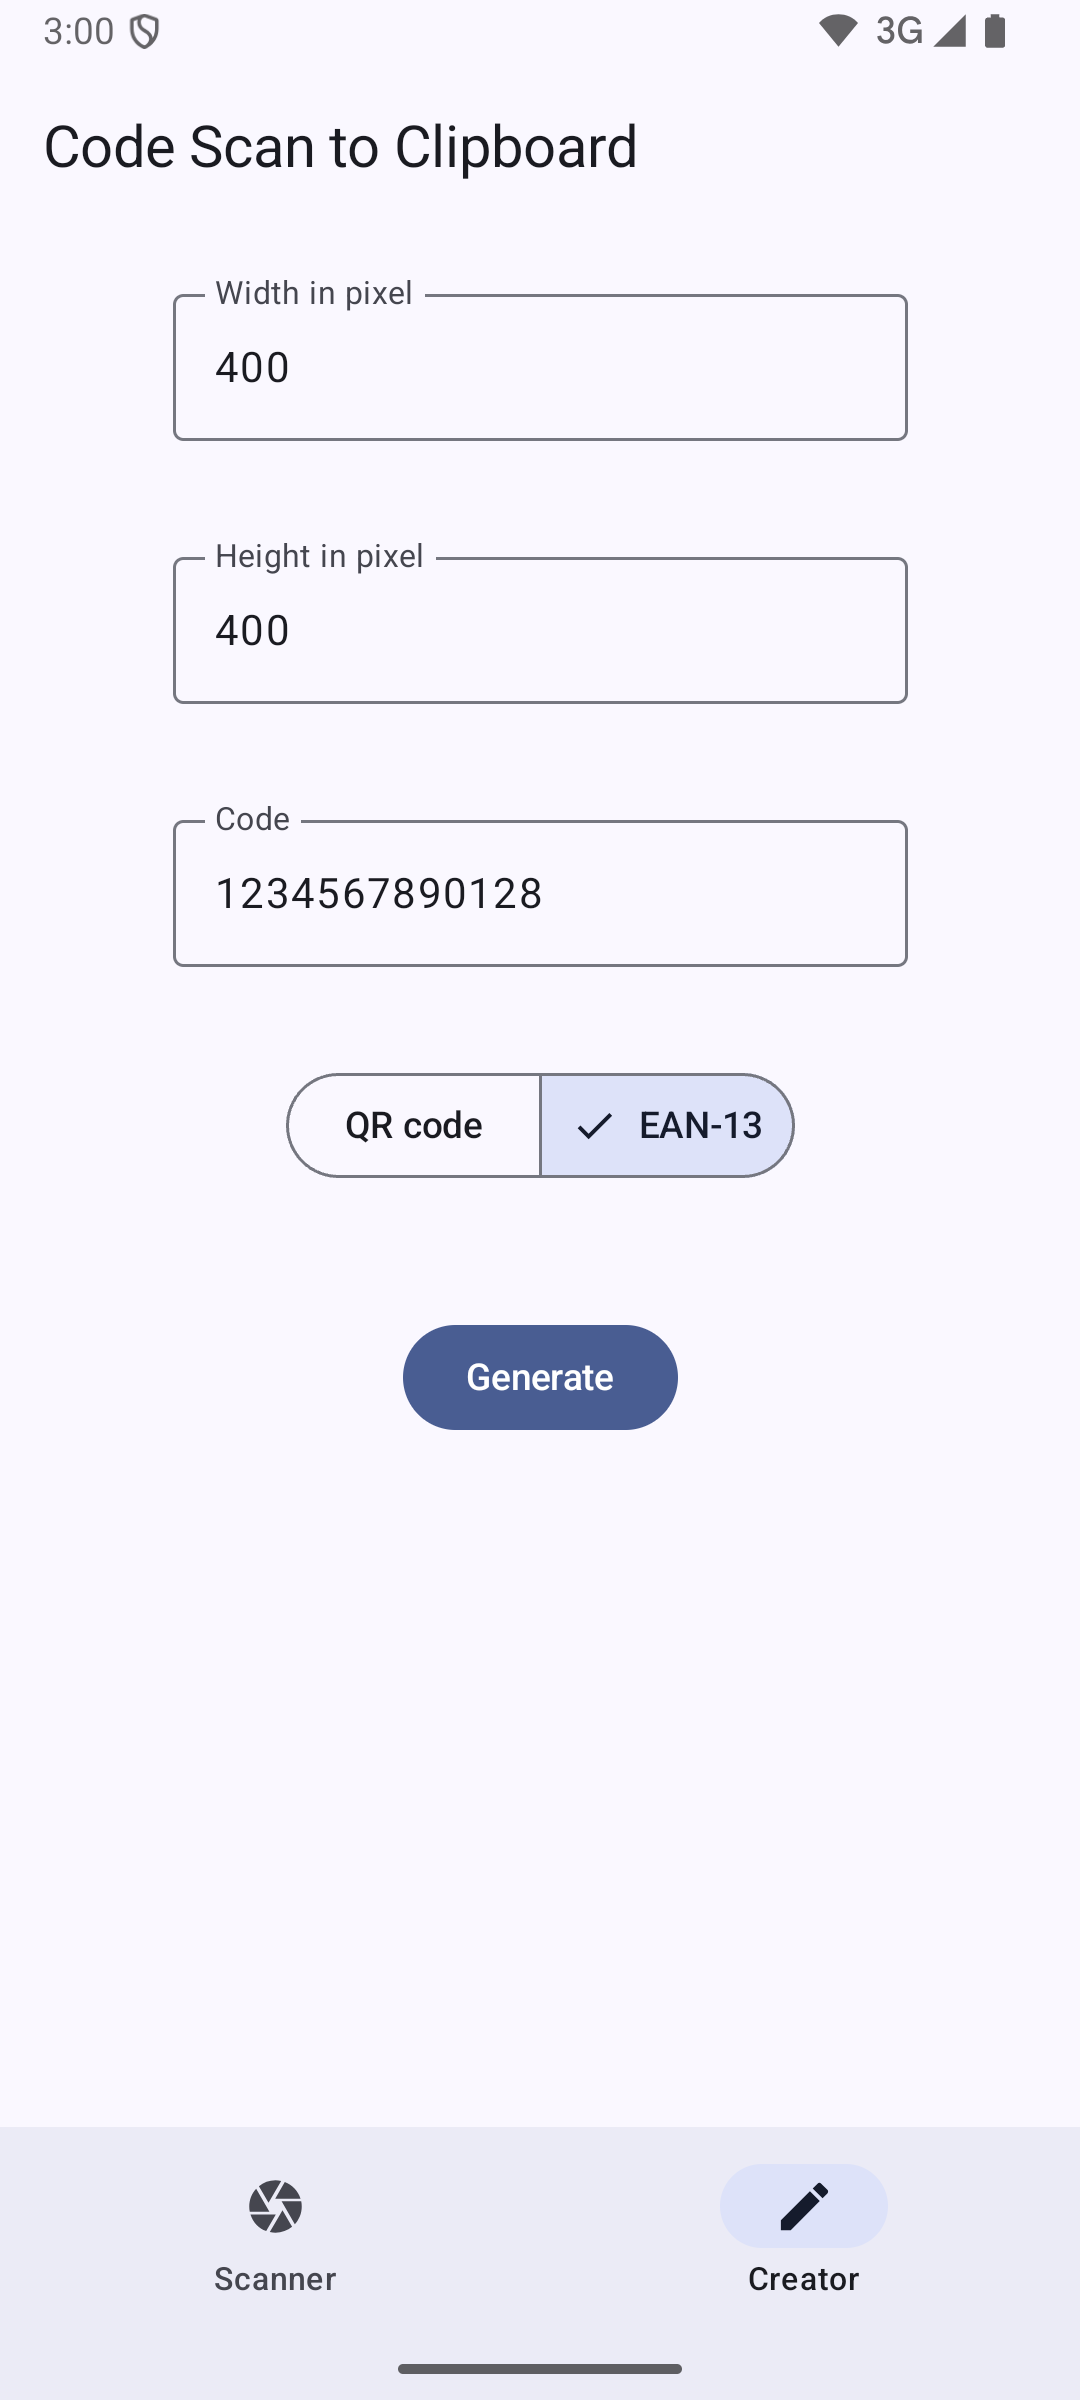 3:00 3G
Code Scan to Clipboard
Width in pixel
400
Height in pixel
400
Code
1234567890128
QR code EAN-13
Generate
Scanner Creator